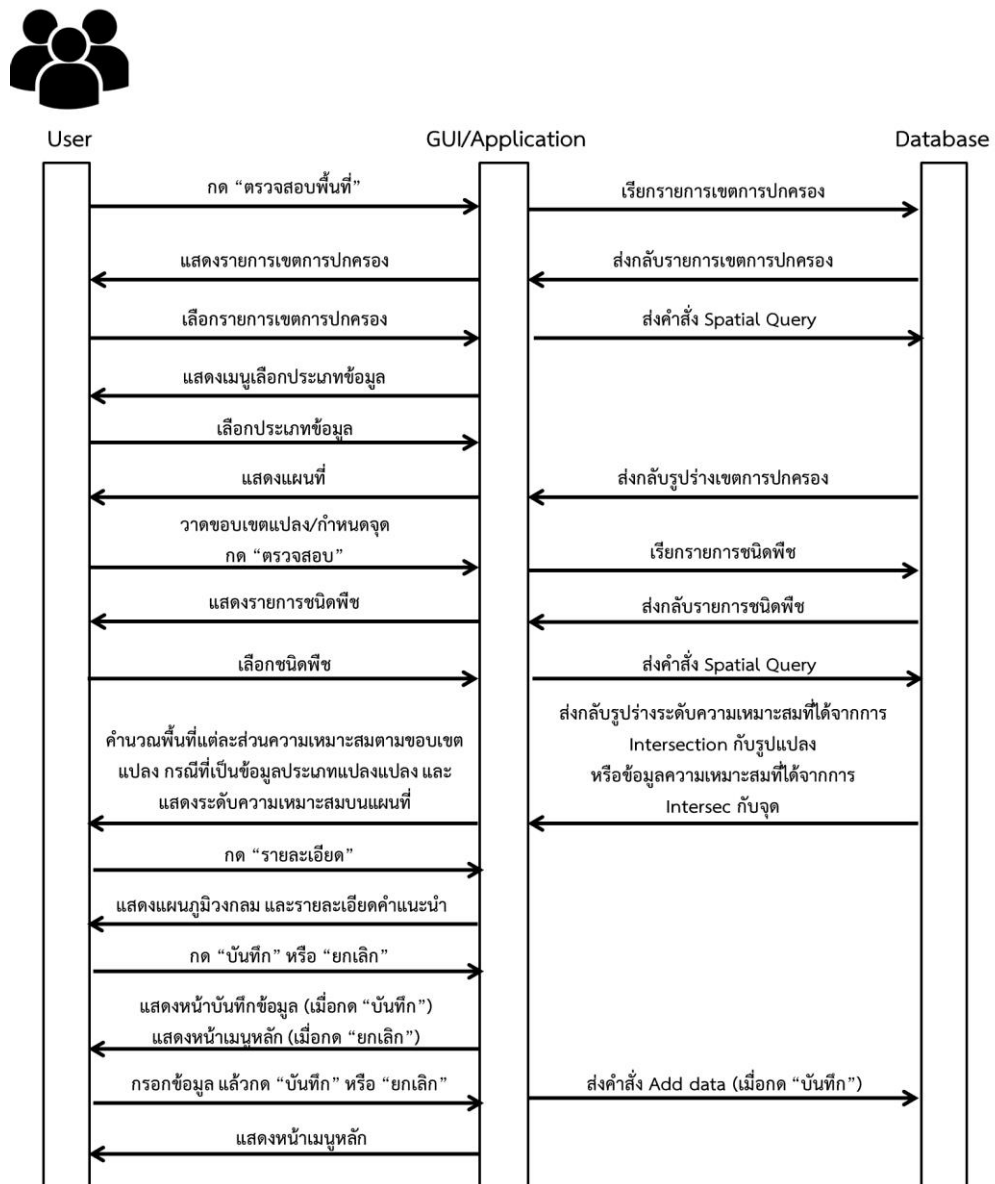 User
GUI/Application
Database
กด “ตรวจสอบพื้นที่”
เรียกรายการเขตการปกครอง
แสดงรายการเขตการปกครอง
ส่งกลับรายการเขตการปกครอง
เลือกรายการเขตการปกครอง
ส่งคำสั่ง Spatial Query
แสดงเมนูเลือกประเภทข้อมูล
เลือกประเภทข้อมูล
แสดงแผนที่
ส่งกลับรูปร่างเขตการปกครอง
วาดขอบเขตแปลง/กำหนดจุด
กด “ตรวจสอบ”
เรียกรายการชนิดพืช
แสดงรายการชนิดพืช
ส่งกลับรายการชนิดพืช
เลือกชนิดพืช
ส่งคำสั่ง Spatial Query
คำนวณพื้นที่แต่ละส่วนความเหมาะสมตามขอบเขต
แปลง กรณีที่เป็นข้อมูลประเภทแปลงแปลง และ
แสดงระดับความเหมาะสมบนแผนที่
ส่งกลับรูปร่างระดับความเหมาะสมที่ได้จากการ
Intersection กับรูปแปลง
หรือข้อมูลความเหมาะสมที่ได้จากการ
Intersec กับจุด
กด “รายละเอียด”
แสดงแผนภูมิวงกลม และรายละเอียดคำแนะนำ
กด “บันทึก” หรือ “ยกเลิก”
แสดงหน้าบันทึกข้อมูล (เมื่อกด “บันทึก”)
แสดงหน้าเมนูหลัก (เมื่อกด “ยกเลิก”)
กรอกข้อมูล แล้วกด “บันทึก” หรือ “ยกเลิก”
ส่งคำสั่ง Add data (เมื่อกด “บันทึก”)
แสดงหน้าเมนูหลัก